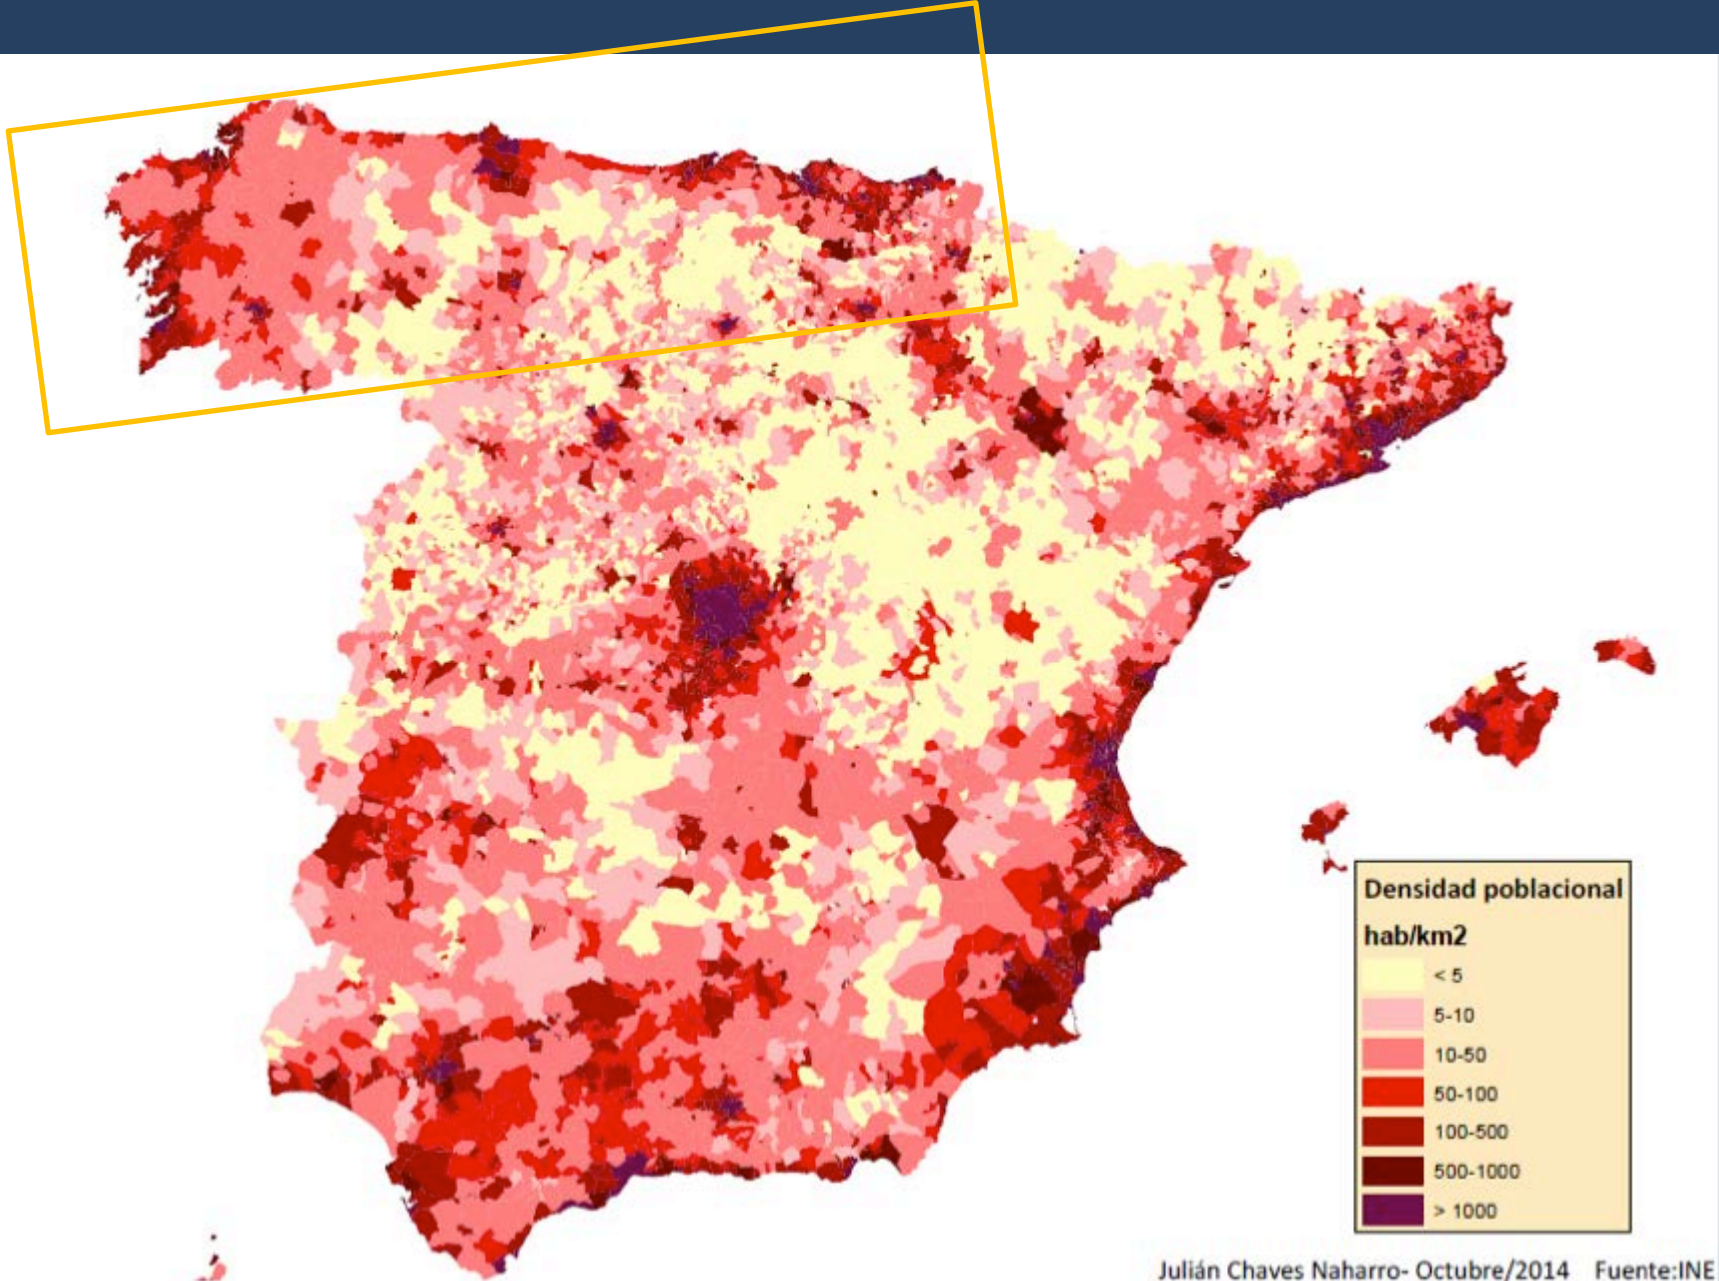 Densidad poblacional
hab/km2
< 5
5-10
10-50
50-100
100-500
500-1000
> 1000
Julián Chaves Naharro- Octubre/2014 Fuente:INE